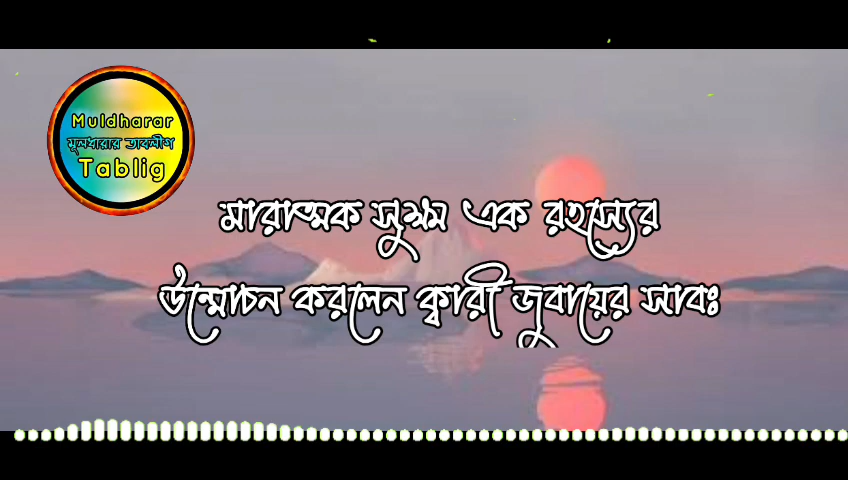 Muldharar
মূলধারার তাবলীগ
Tablig
মারাত্মক সুক্ষ্ম এক রহস্যের
উন্মোচন করলেন ক্বারী জুবায়ের সাবঃ